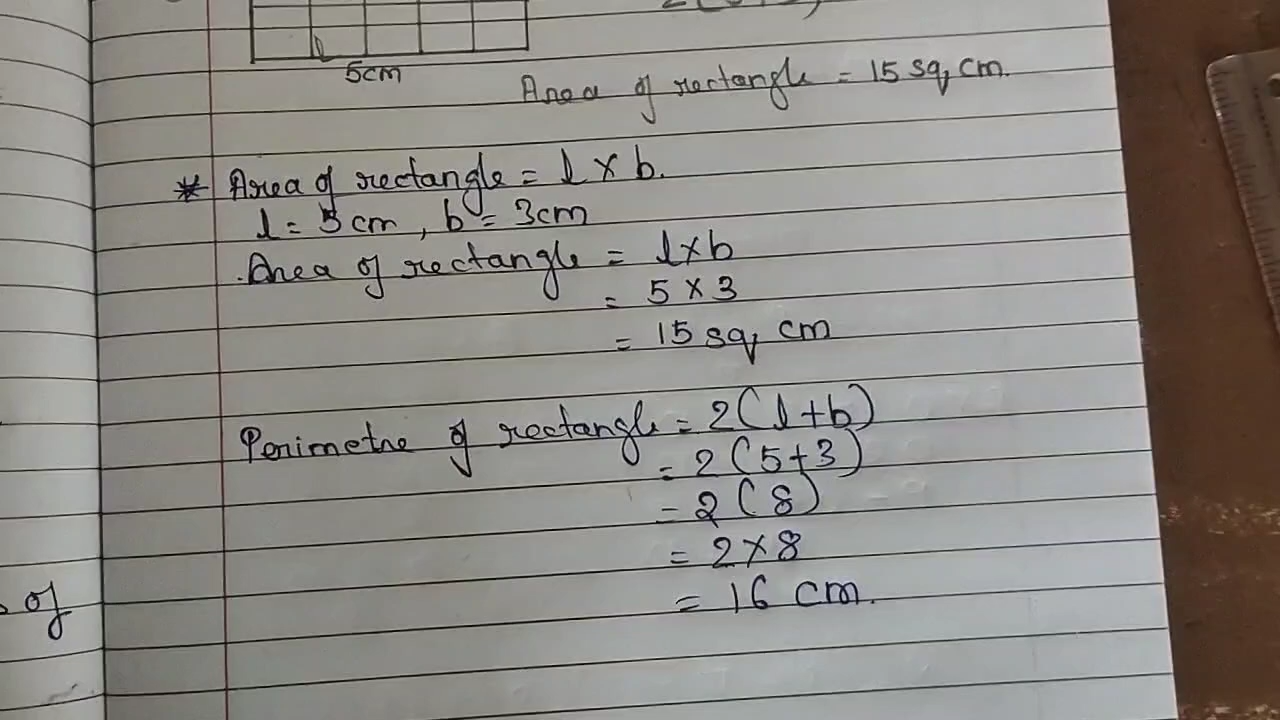 5cm
Area of rectangle = 15 sq, cm.
* Area of rectangle = l × b.
l = 5 cm, b = 3cm
.Area of rectangle = l×b
= 5 × 3
= 15 sq, cm
Perimetre of rectangle = 2(l+b)
= 2(5+3)
= 2(8)
= 2×8
= 16 cm.
of